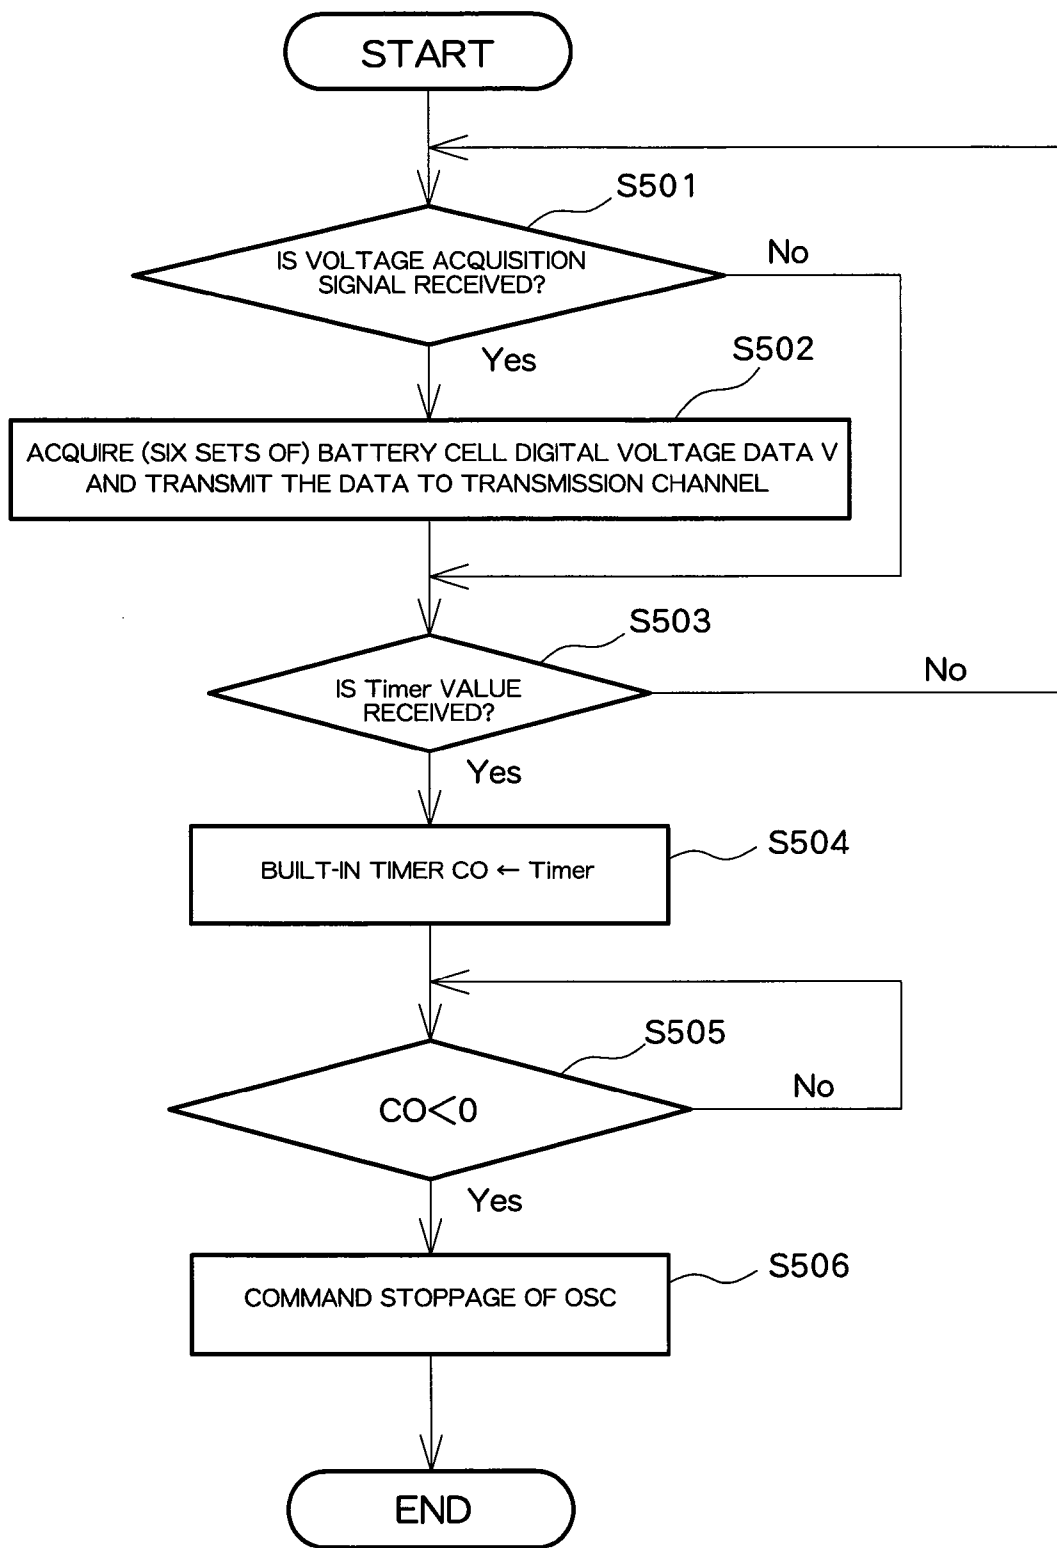 START
S501
IS VOLTAGE ACQUISITION
SIGNAL RECEIVED?
No
Yes
S502
ACQUIRE (SIX SETS OF) BATTERY CELL DIGITAL VOLTAGE DATA V
AND TRANSMIT THE DATA TO TRANSMISSION CHANNEL
S503
IS Timer VALUE
RECEIVED?
No
Yes
S504
BUILT-IN TIMER CO ← Timer
S505
CO<0
No
Yes
S506
COMMAND STOPPAGE OF OSC
END